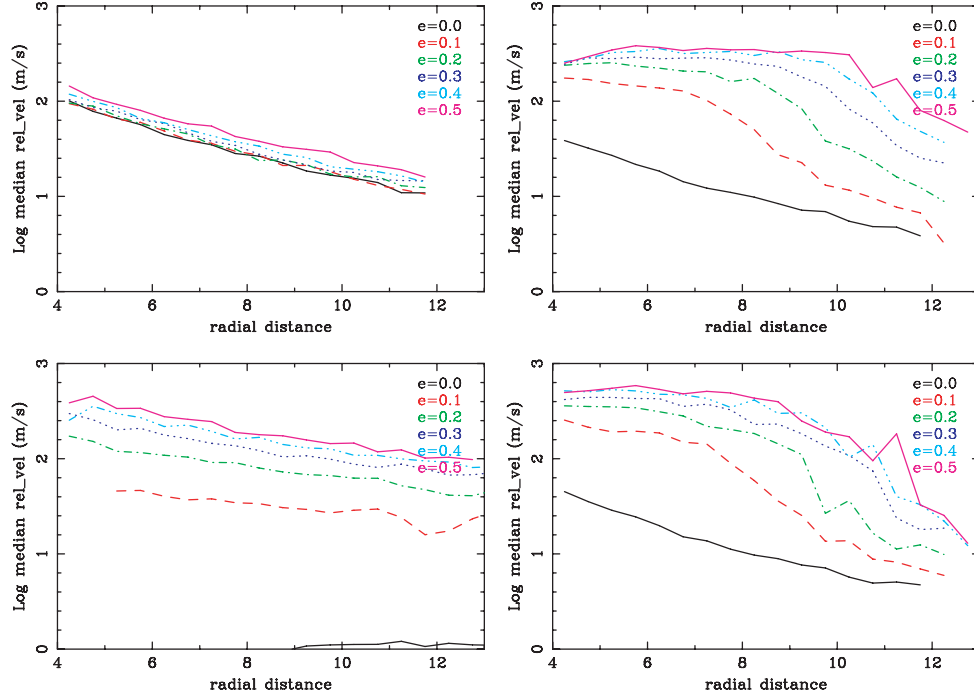 Log median rel_vel (m/s)
3
2
1
0
e=0.0
e=0.1
e=0.2
e=0.3
e=0.4
e=0.5
4 6 8 10 12
radial distance
Log median rel_vel (m/s)
3
2
1
0
e=0.0
e=0.1
e=0.2
e=0.3
e=0.4
e=0.5
4 6 8 10 12
radial distance
Log median rel_vel (m/s)
3
2
1
0
e=0.0
e=0.1
e=0.2
e=0.3
e=0.4
e=0.5
4 6 8 10 12
radial distance
Log median rel_vel (m/s)
3
2
1
0
e=0.0
e=0.1
e=0.2
e=0.3
e=0.4
e=0.5
4 6 8 10 12
radial distance